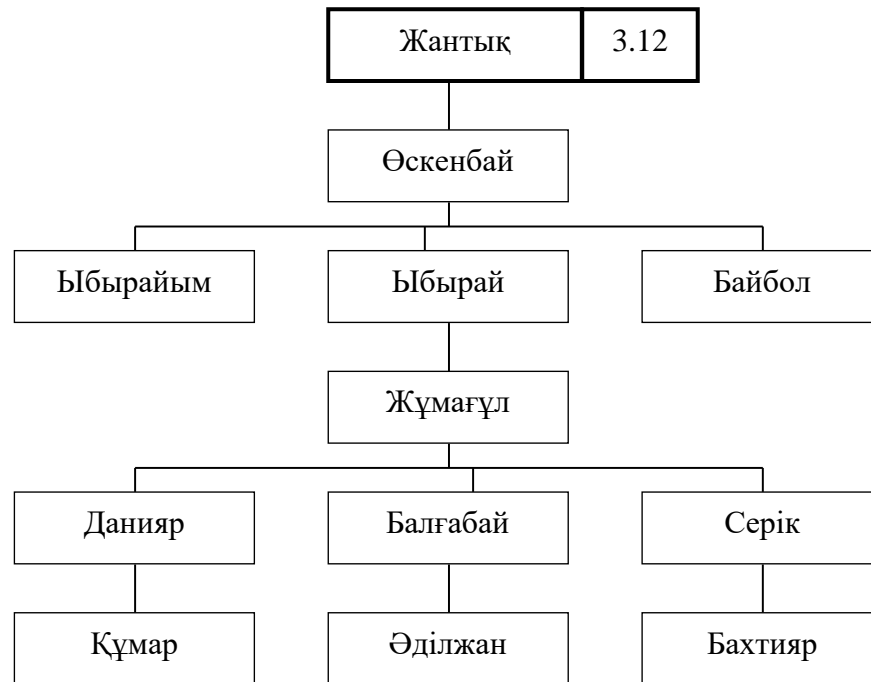 Жантық 3.12
Өскенбай
Ыбырайым Ыбырай Байбол
Жұмағұл
Данияр Балғабай Серік
Құмар Әділжан Бахтияр